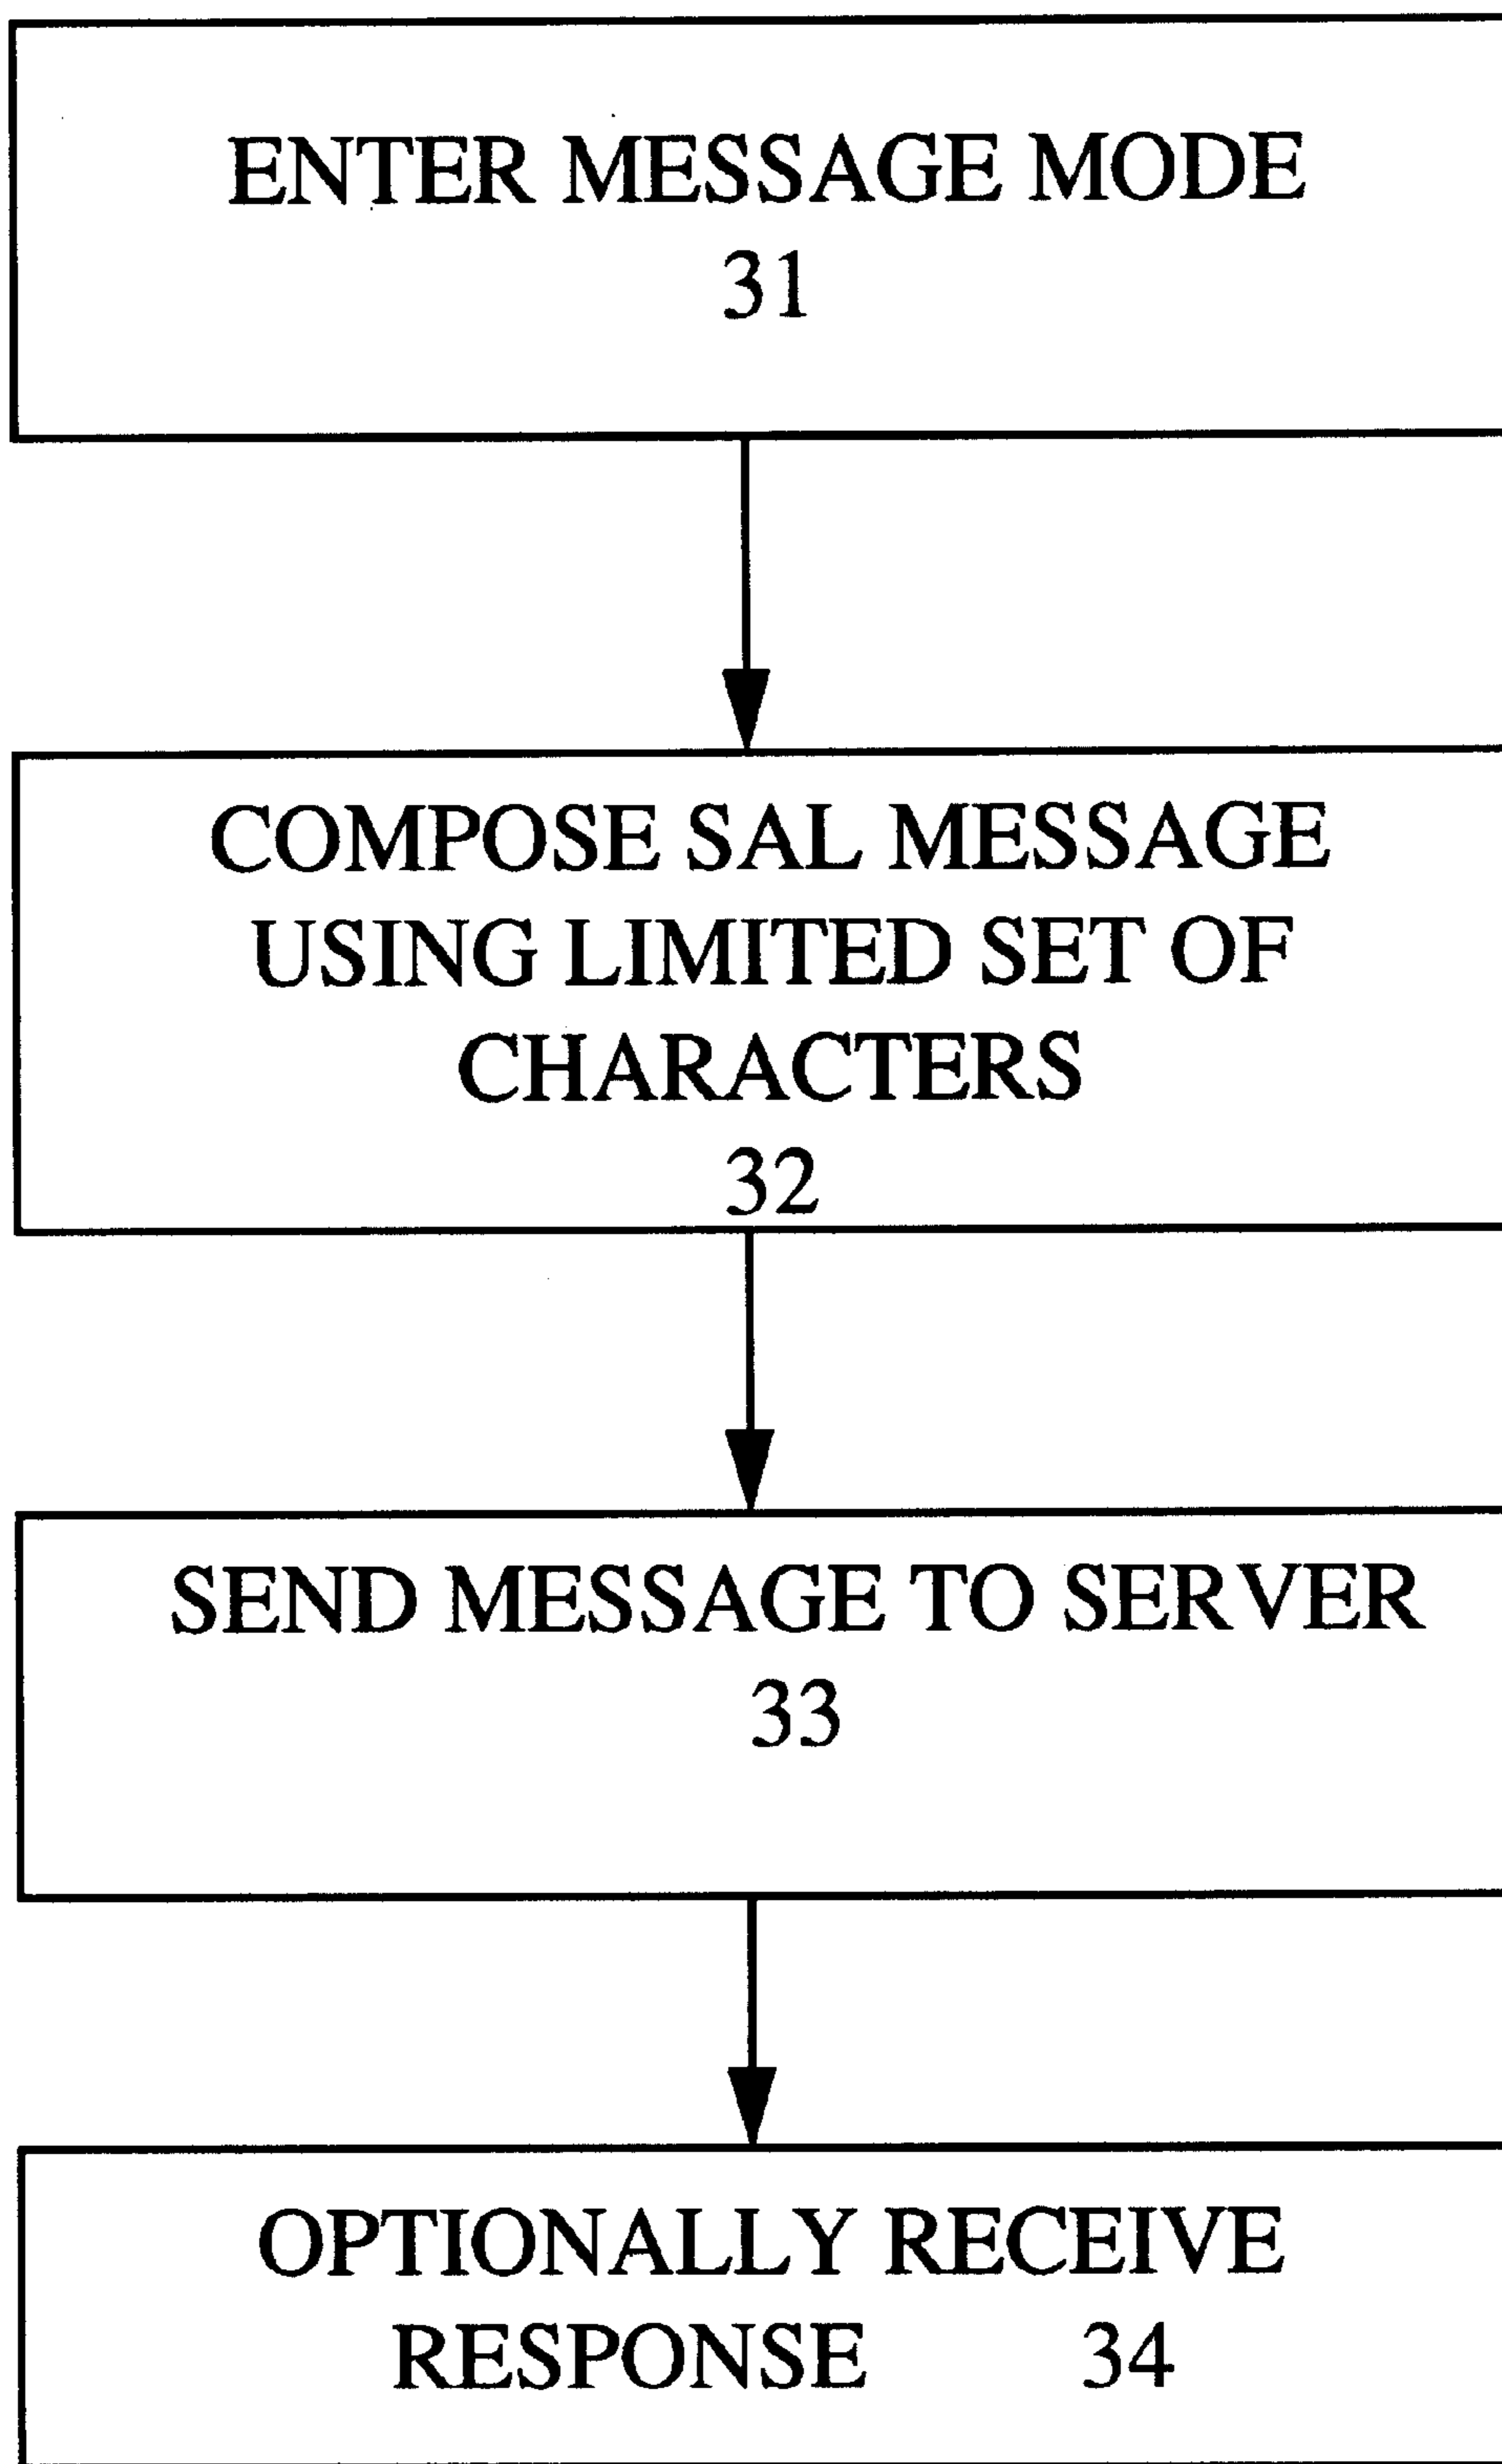 ENTER MESSAGE MODE
31
COMPOSE SAL MESSAGE
USING LIMITED SET OF
CHARACTERS
32
SEND MESSAGE TO SERVER
33
OPTIONALLY RECEIVE
RESPONSE 34